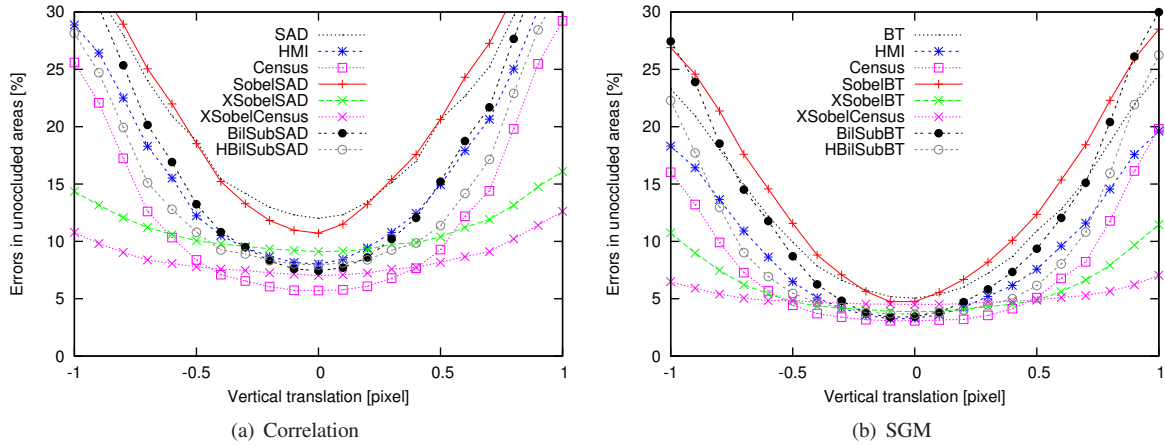 30
25
20
15
10
5
0
-1
-0.5
0
0.5
1
Errors in unoccluded areas [%]
Vertical translation [pixel]
SAD
HMI
Census
SobelSAD
XSobelSAD
XSobelCensus
BilSubSAD
HBilSubSAD
(a) Correlation
30
25
20
15
10
5
0
-1
-0.5
0
0.5
1
Errors in unoccluded areas [%]
Vertical translation [pixel]
BT
HMI
Census
SobelBT
XSobelBT
XSobelCensus
BilSubBT
HBilSubBT
(b) SGM